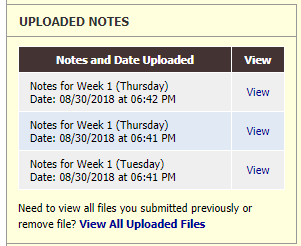 UPLOADED NOTES
Notes and Date Uploaded View
Notes for Week 1 (Thursday)
Date: 08/30/2018 at 06:42 PM
View
Notes for Week 1 (Thursday)
Date: 08/30/2018 at 06:41 PM
View
Notes for Week 1 (Tuesday)
Date: 08/30/2018 at 06:41 PM
View
Need to view all files you submitted previously or
remove file? View All Uploaded Files